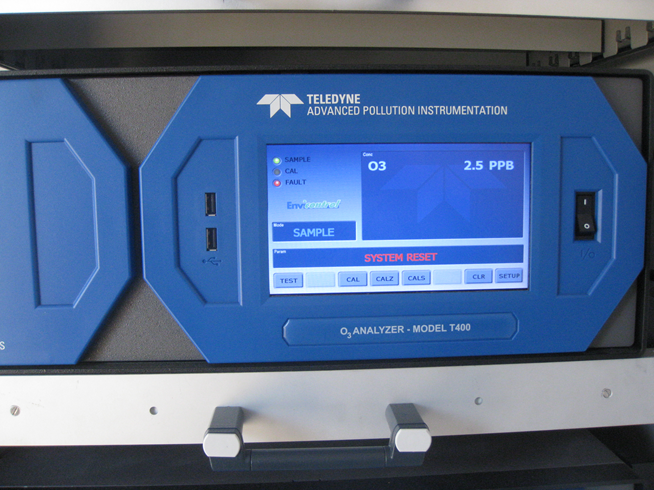 TELEDYNE
ADVANCED POLLUTION INSTRUMENTATION
SAMPLE
CAL
FAULT
Conc
O3 2.5 PPB
Envicontrol
Mode
SAMPLE
Param
SYSTEM RESET
TEST CAL CALZ CALS CLR SETUP
I
O
I/O
O3 ANALYZER - MODEL T400
S